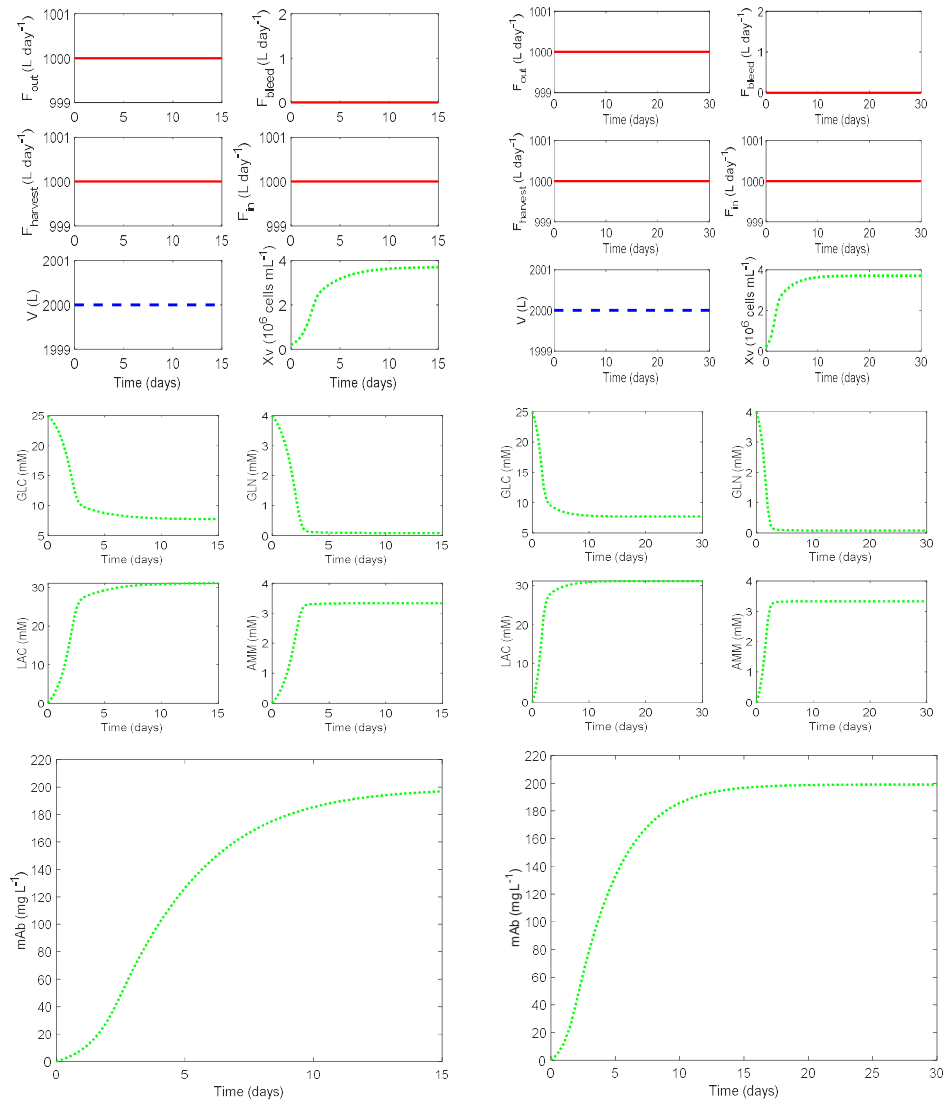 F_out (L day⁻¹)
1001
1000
999
0 5 10 15
F_bleed (L day⁻¹)
2
1
0
0 5 10 15
F_harvest (L day⁻¹)
1001
1000
999
0 5 10 15
F_in (L day⁻¹)
1001
1000
999
0 5 10 15
V (L)
2001
2000
1999
0 5 10 15
Time (days)
Xv (10⁶ cells mL⁻¹)
4
2
0
0 5 10 15
Time (days)
GLC (mM)
25
20
15
10
5
0 5 10 15
Time (days)
GLN (mM)
4
3
2
1
0
0 5 10 15
Time (days)
LAC (mM)
30
20
10
0
0 5 10 15
Time (days)
AMM (mM)
4
3
2
1
0
0 5 10 15
Time (days)
mAb (mg L⁻¹)
220
200
180
160
140
120
100
80
60
40
20
0
0 5 10 15
Time (days)
F_out (L day⁻¹)
1001
1000
999
0 10 20 30
Time (days)
F_bleed (L day⁻¹)
2
1
0
0 10 20 30
Time (days)
F_harvest (L day⁻¹)
1001
1000
999
0 10 20 30
Time (days)
F_in (L day⁻¹)
1001
1000
999
0 10 20 30
Time (days)
V (L)
2001
2000
1999
0 10 20 30
Time (days)
Xv (10⁶ cells mL⁻¹)
4
2
0
0 10 20 30
Time (days)
GLC (mM)
25
20
15
10
5
0 10 20 30
Time (days)
GLN (mM)
4
3
2
1
0
0 10 20 30
Time (days)
LAC (mM)
30
20
10
0
0 10 20 30
Time (days)
AMM (mM)
4
3
2
1
0
0 10 20 30
Time (days)
mAb (mg L⁻¹)
220
200
180
160
140
120
100
80
60
40
20
0
0 5 10 15 20 25 30
Time (days)